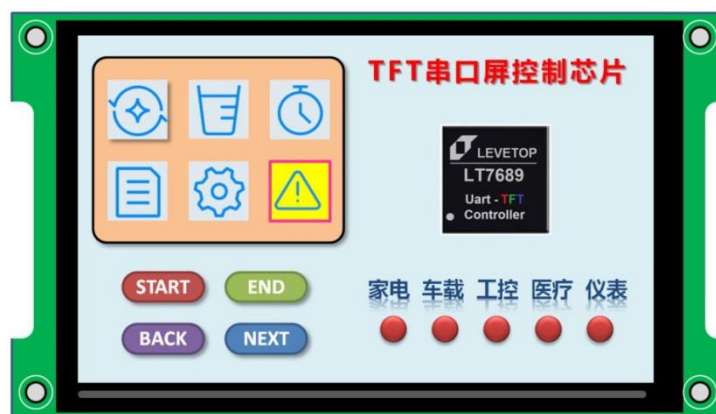 TFT串口屏控制芯片
LEVETOP
LT7689
Uart - TFT
Controller
START
END
BACK
NEXT
家电 车载 工控 医疗 仪表